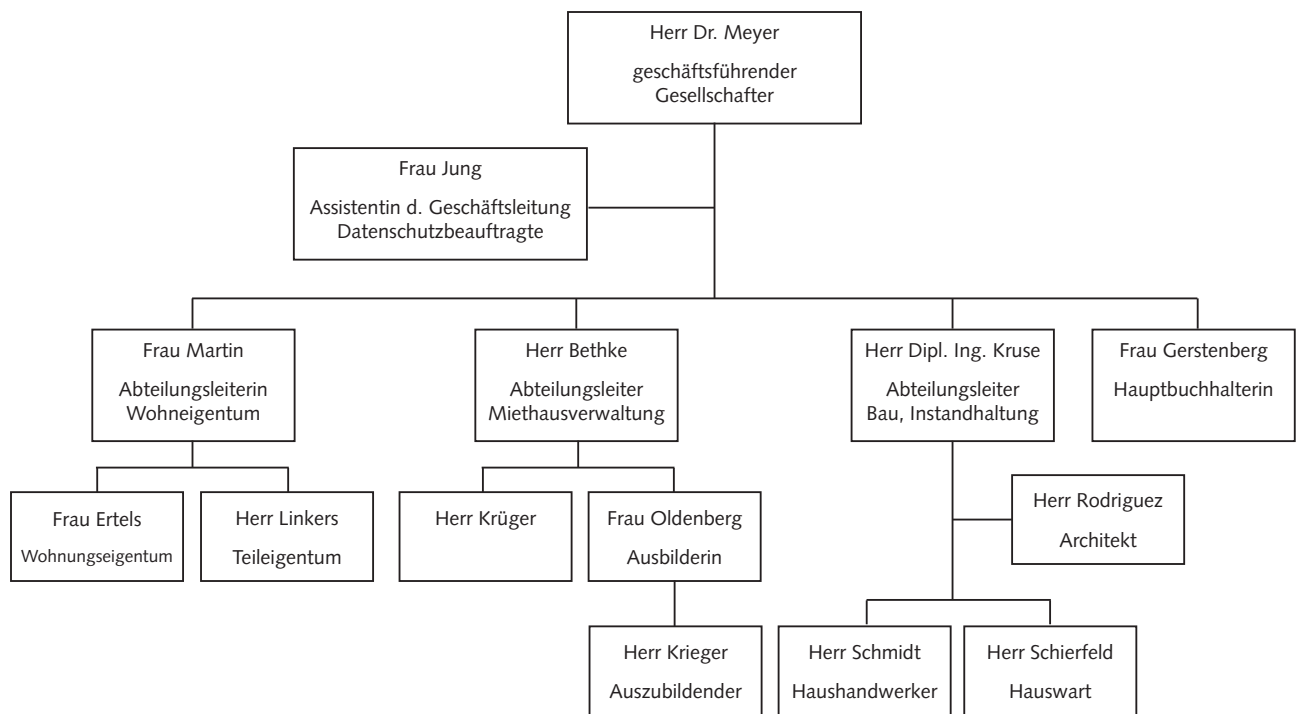 Herr Dr. Meyer
geschäftsführender
Gesellschafter
Frau Jung
Assistentin d. Geschäftsleitung
Datenschutzbeauftragte
Frau Martin
Abteilungsleiterin
Wohneigentum
Herr Bethke
Abteilungsleiter
Miethausverwaltung
Herr Dipl. Ing. Kruse
Abteilungsleiter
Bau, Instandhaltung
Frau Gerstenberg
Hauptbuchhalterin
Frau Ertels
Wohnungseigentum
Herr Linkers
Teileigentum
Herr Krüger
Frau Oldenberg
Ausbilderin
Herr Rodriguez
Architekt
Herr Krieger
Auszubildender
Herr Schmidt
Haushandwerker
Herr Schierfeld
Hauswart